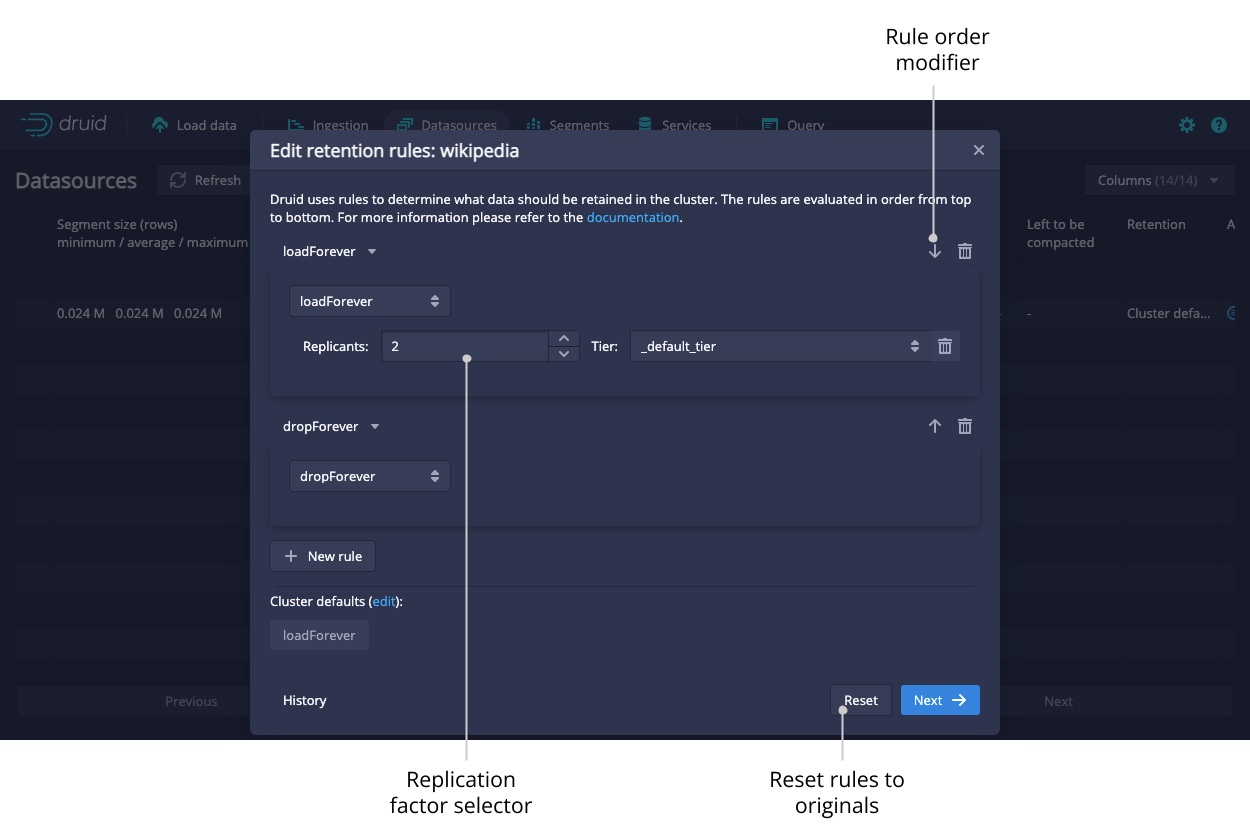 Rule order
modifier
druid
Load data
Ingestion
Datasources
Segments
Services
Query
Edit retention rules: wikipedia
Datasources
Refresh
Columns (14/14)
Druid uses rules to determine what data should be retained in the cluster. The rules are evaluated in order from top
to bottom. For more information please refer to the documentation.
Segment size (rows)
minimum / average / maximum
Left to be
compacted
Retention
A
loadForever
loadForever
0.024 M 0.024 M 0.024 M
-
Cluster defa...
Replicants:
2
Tier:
_default_tier
dropForever
dropForever
New rule
Cluster defaults (edit):
loadForever
Previous
History
Reset
Next
Next
Replication
factor selector
Reset rules to
originals